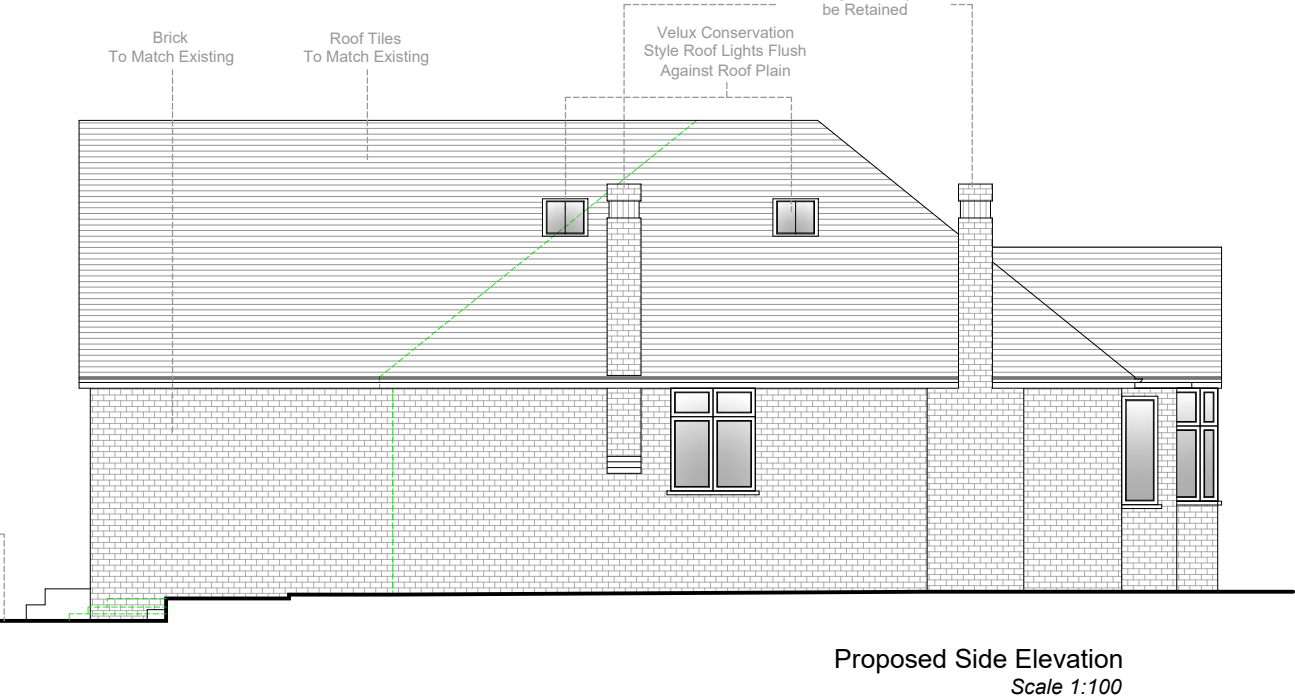 be Retained
Brick
To Match Existing
Roof Tiles
To Match Existing
Velux Conservation
Style Roof Lights Flush
Against Roof Plain
Proposed Side Elevation
Scale 1:100